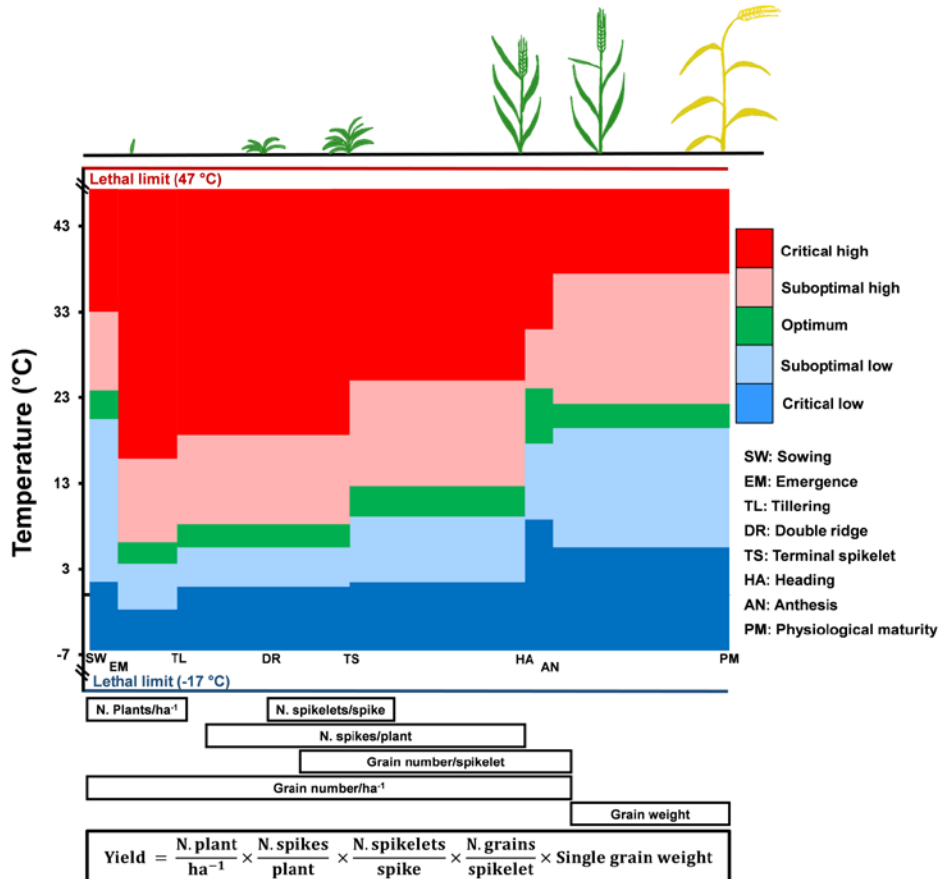 Lethal limit (47 °C)
43
33
23
13
3
-7
Temperature (°C)
Critical high
Suboptimal high
Optimum
Suboptimal low
Critical low
SW: Sowing
EM: Emergence
TL: Tillering
DR: Double ridge
TS: Terminal spikelet
HA: Heading
AN: Anthesis
PM: Physiological maturity
SW EM TL DR TS HA AN PM
Lethal limit (-17 °C)
N. Plants/ha⁻¹ N. spikelets/spike
N. spikes/plant
Grain number/spikelet
Grain number/ha⁻¹
Grain weight
Yield = N. plant/ha⁻¹ × N. spikes/plant × N. spikelets/spike × N. grains/spikelet × Single grain weight